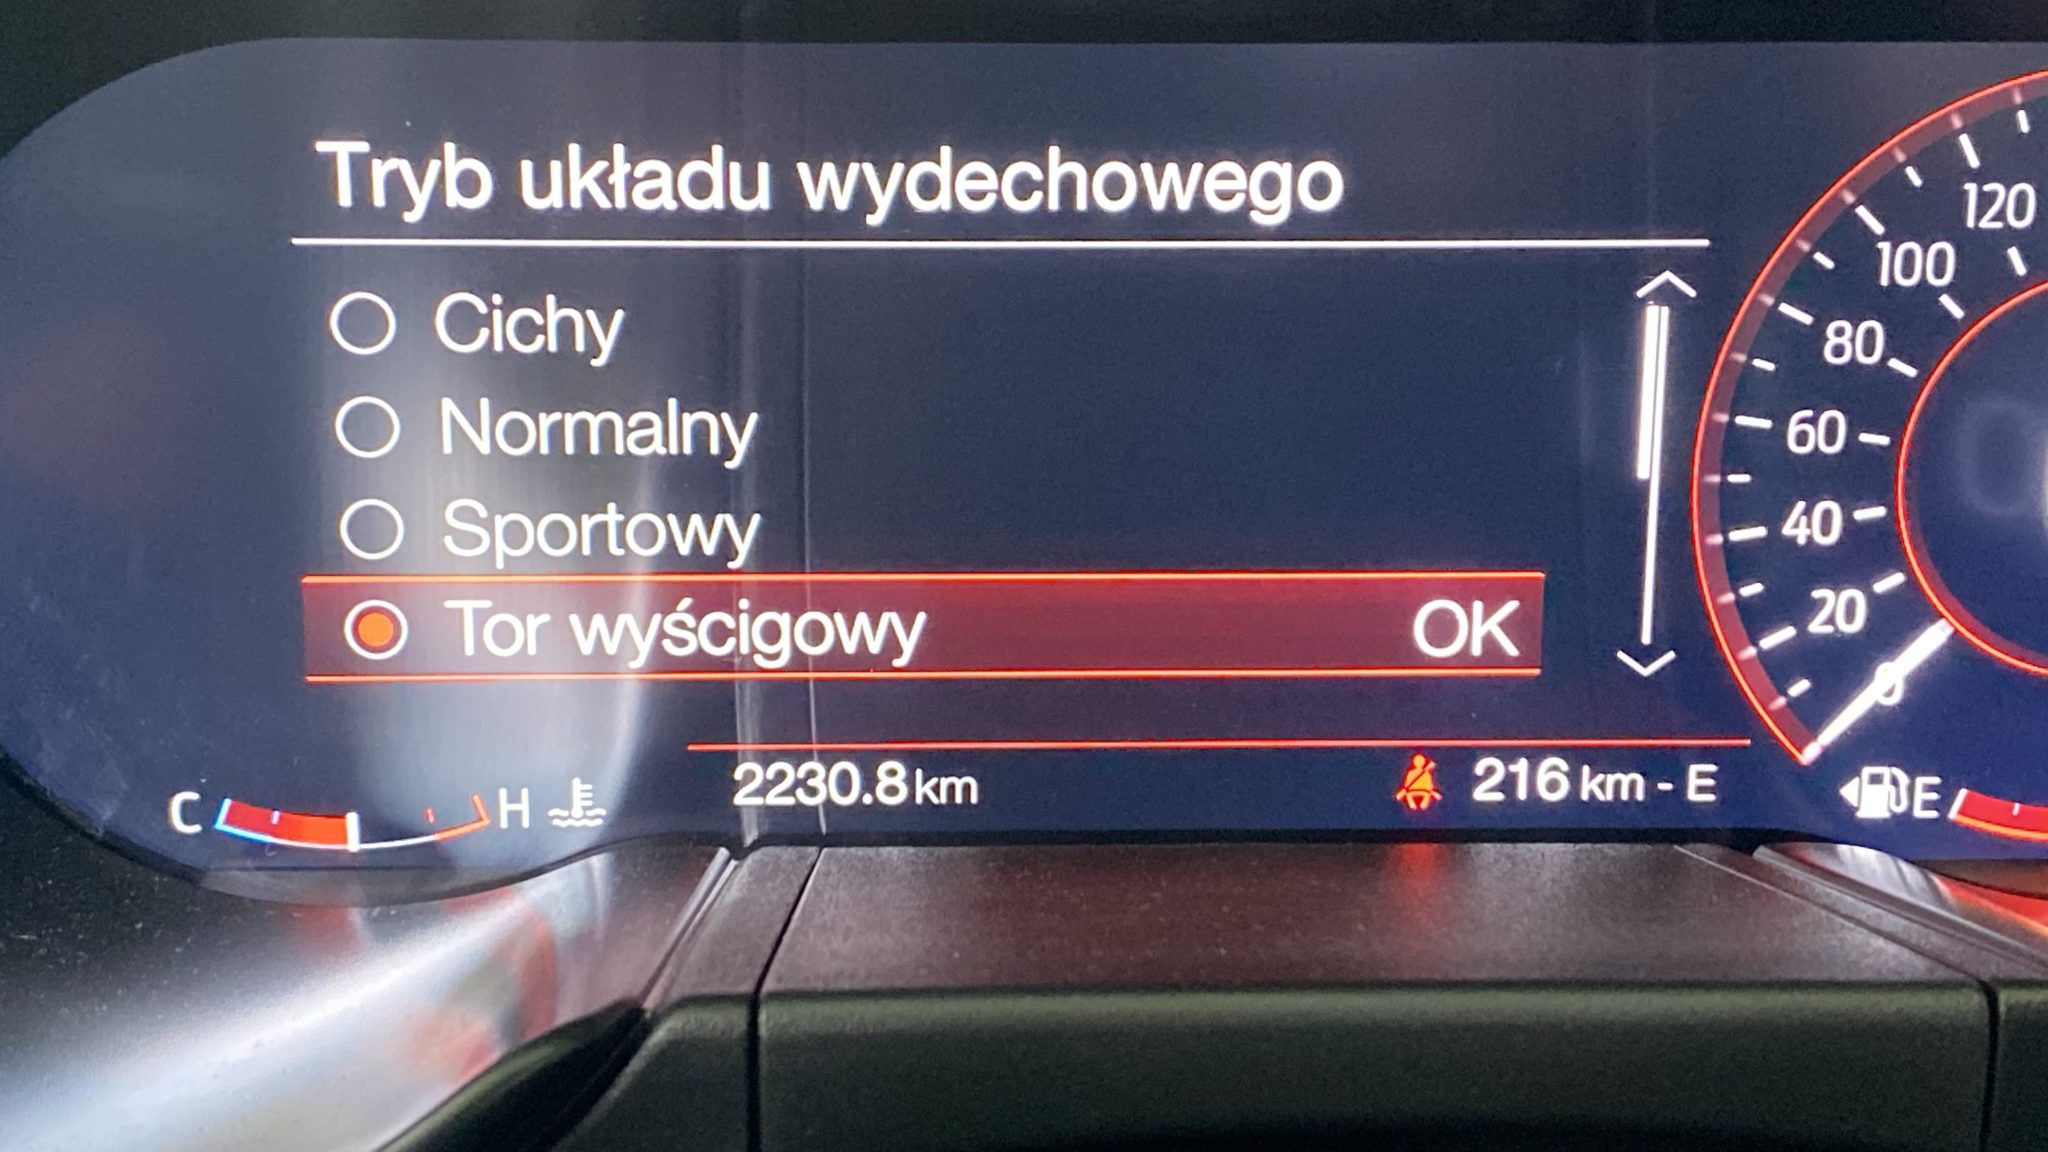 Tryb układu wydechowego
Cichy
Normalny
Sportowy
Tor wyścigowy OK
120
100
80
60
40
20
0
C H 2230.8 km 216 km - E E